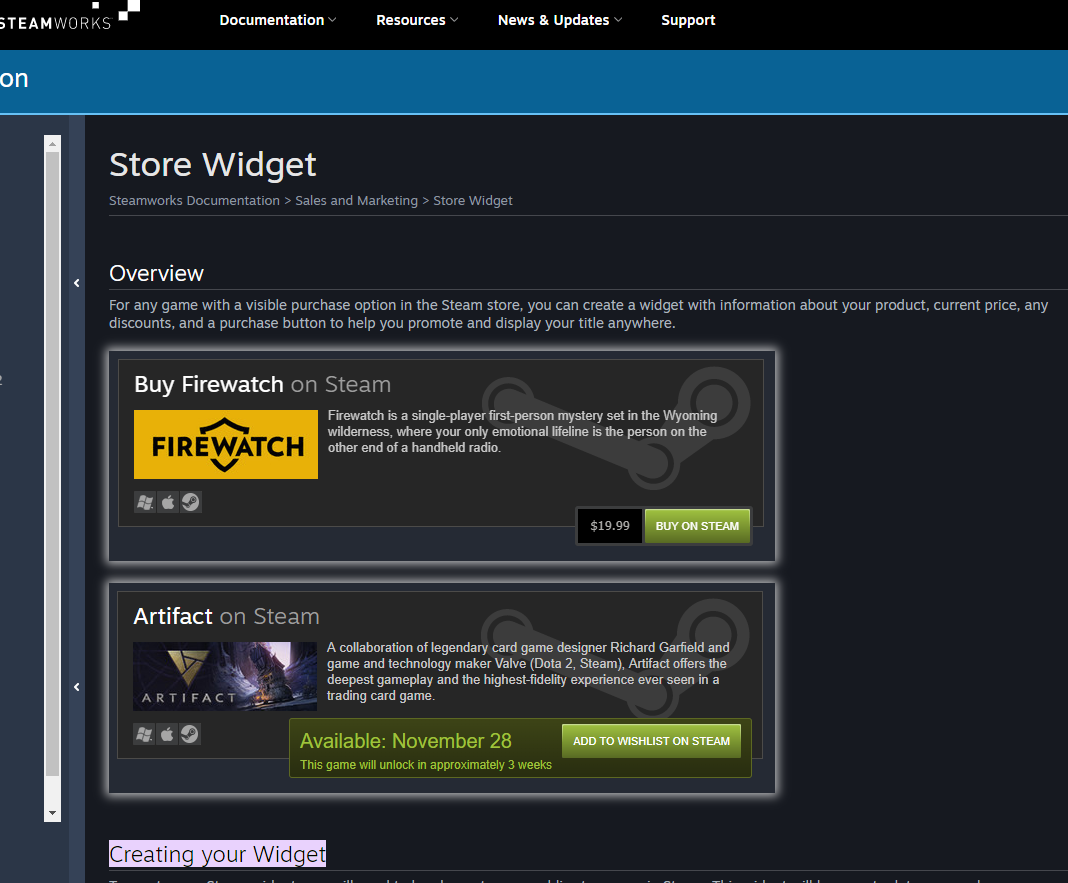 STEAMWORKS
Documentation Resources News & Updates Support
on
Store Widget
Steamworks Documentation > Sales and Marketing > Store Widget
Overview
For any game with a visible purchase option in the Steam store, you can create a widget with information about your product, current price, any
discounts, and a purchase button to help you promote and display your title anywhere.
Buy Firewatch on Steam
FIREWATCH
Firewatch is a single-player first-person mystery set in the Wyoming
wilderness, where your only emotional lifeline is the person on the
other end of a handheld radio.
$19.99
BUY ON STEAM
Artifact on Steam
ARTIFACT
A collaboration of legendary card game designer Richard Garfield and
game and technology maker Valve (Dota 2, Steam), Artifact offers the
deepest gameplay and the highest-fidelity experience ever seen in a
trading card game.
Available: November 28
This game will unlock in approximately 3 weeks
ADD TO WISHLIST ON STEAM
Creating your Widget